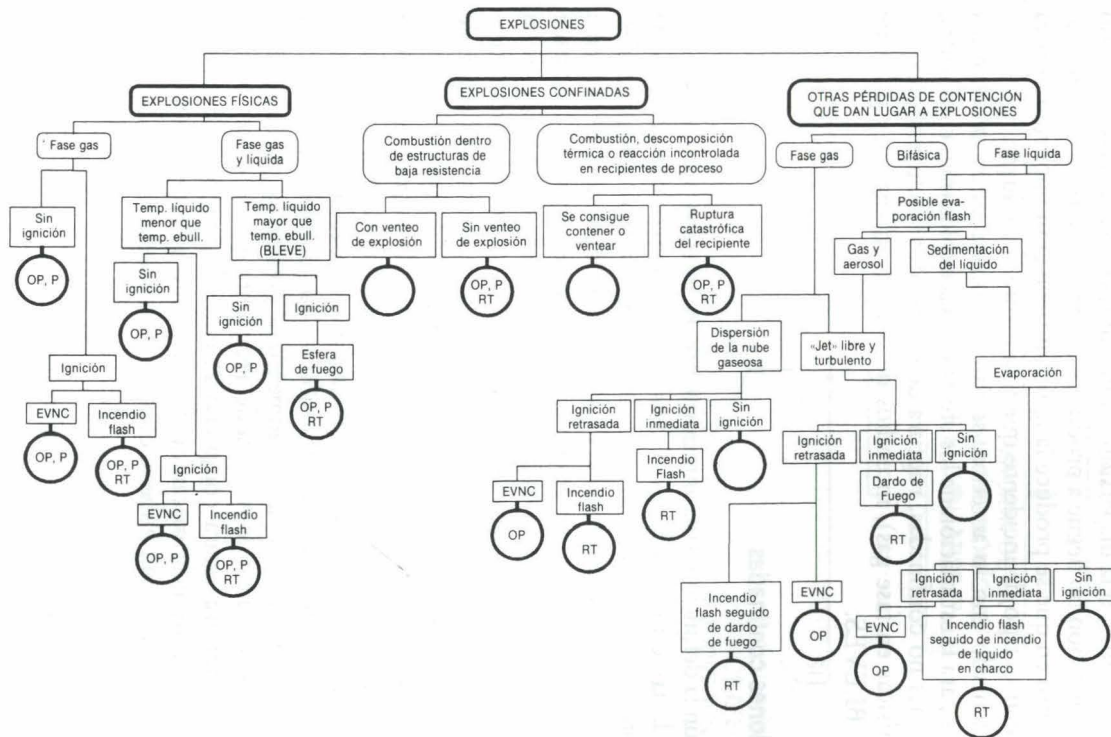 EXPLOSIONES
EXPLOSIONES FÍSICAS
EXPLOSIONES CONFINADAS
OTRAS PÉRDIDAS DE CONTENCIÓN
QUE DAN LUGAR A EXPLOSIONES
Fase gas
Fase gas
y líquida
Combustión dentro
de estructuras de
baja resistencia
Combustión, descomposición
térmica o reacción incontrolada
en recipientes de proceso
Fase gas
Bifásica
Fase líquida
Sin
ignición
OP, P
Temp. líquido
menor que
temp. ebull.
Temp. líquido
mayor que
temp. ebull.
(BLEVE)
Con venteo
de explosión
Sin venteo
de explosión
OP, P
RT
Se consigue
contener o
ventear
Ruptura
catastrófica
del recipiente
OP, P
RT
Posible eva-
poración flash
Gas y
aerosol
Sedimentación
del líquido
Sin
ignición
OP, P
Sin
ignición
OP, P
Ignición
Esfera
de fuego
OP, P
RT
Dispersión
de la nube
gaseosa
«Jet» libre y
turbulento
Evaporación
Ignición
EVNC
OP, P
Incendio
flash
OP, P
RT
Ignición
EVNC
OP, P
Incendio
flash
OP, P
RT
Ignición
retrasada
Ignición
inmediata
Sin
ignición
EVNC
OP
Incendio
flash
RT
Incendio
Flash
RT
Ignición
retrasada
Ignición
inmediata
Sin
ignición
Dardo de
Fuego
RT
Incendio
flash seguido
de dardo
de fuego
RT
EVNC
OP
Ignición
retrasada
Ignición
inmediata
Sin
ignición
EVNC
OP
Incendio flash
seguido de incendio
de líquido
en charco
RT